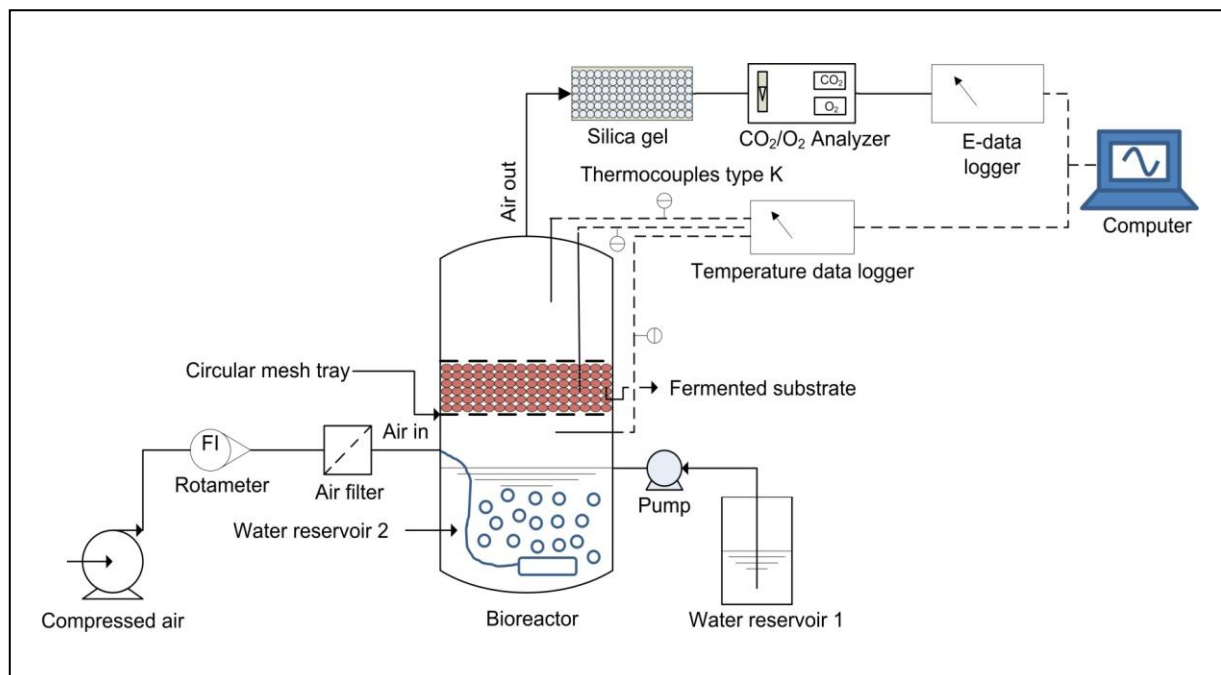 CO₂
O₂
Silica gel
CO₂/O₂ Analyzer
E-data
logger
Air out
Thermocouples type K
Computer
Temperature data logger
Circular mesh tray
Fermented substrate
Air in
FI
Rotameter
Air filter
Pump
Water reservoir 2
Compressed air
Bioreactor
Water reservoir 1